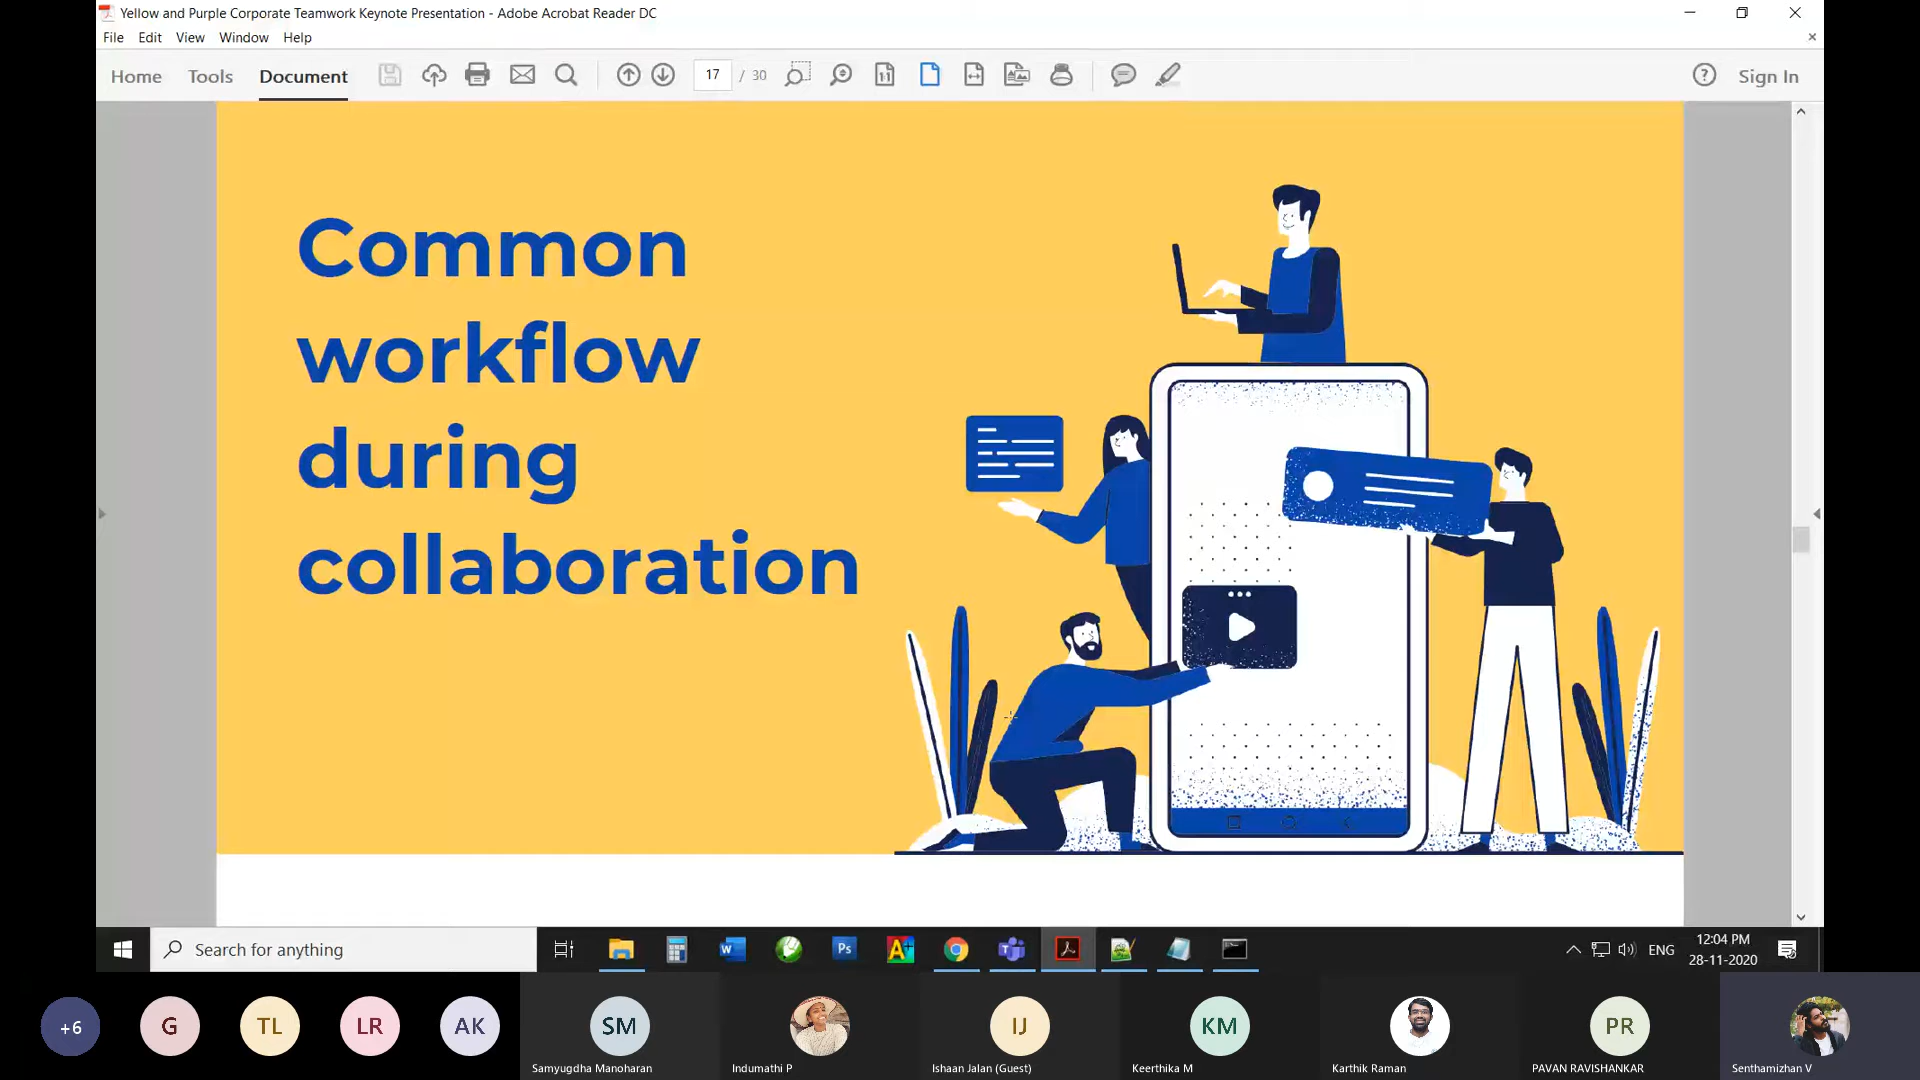 Yellow and Purple Corporate Teamwork Keynote Presentation - Adobe Acrobat Reader DC
File Edit View Window Help
Home Tools Document 17 / 30 Sign In
Common
workflow
during
collaboration
Search for anything
W Ps
ENG
12:04 PM
28-11-2020
+6 G TL LR AK SM IJ KM PR
Samyugdha Manoharan Indumathi P Ishaan Jalan (Guest) Keerthika M Karthik Raman PAVAN RAVISHANKAR Senthamizhan V